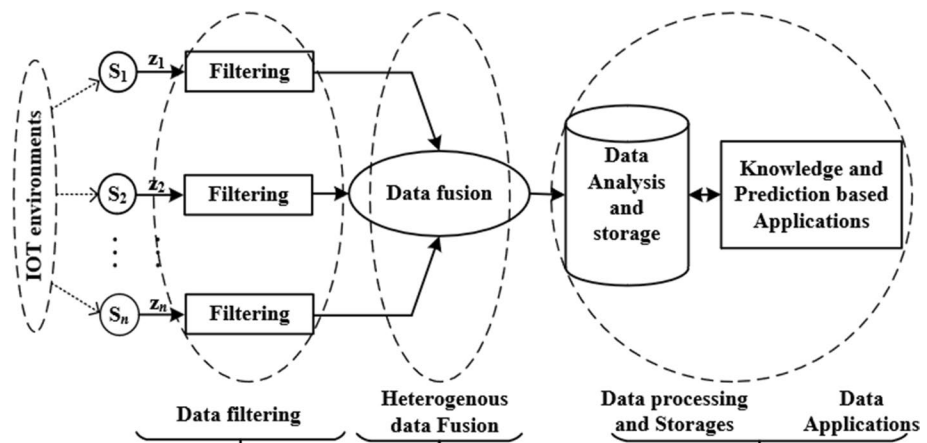 IOT environments
S1
z1
Filtering
S2
z2
Filtering
Sn
zn
Filtering
Data fusion
Data
Analysis
and
storage
Knowledge and
Prediction based
Applications
Data filtering
Heterogenous
data Fusion
Data processing
and Storages
Data
Applications